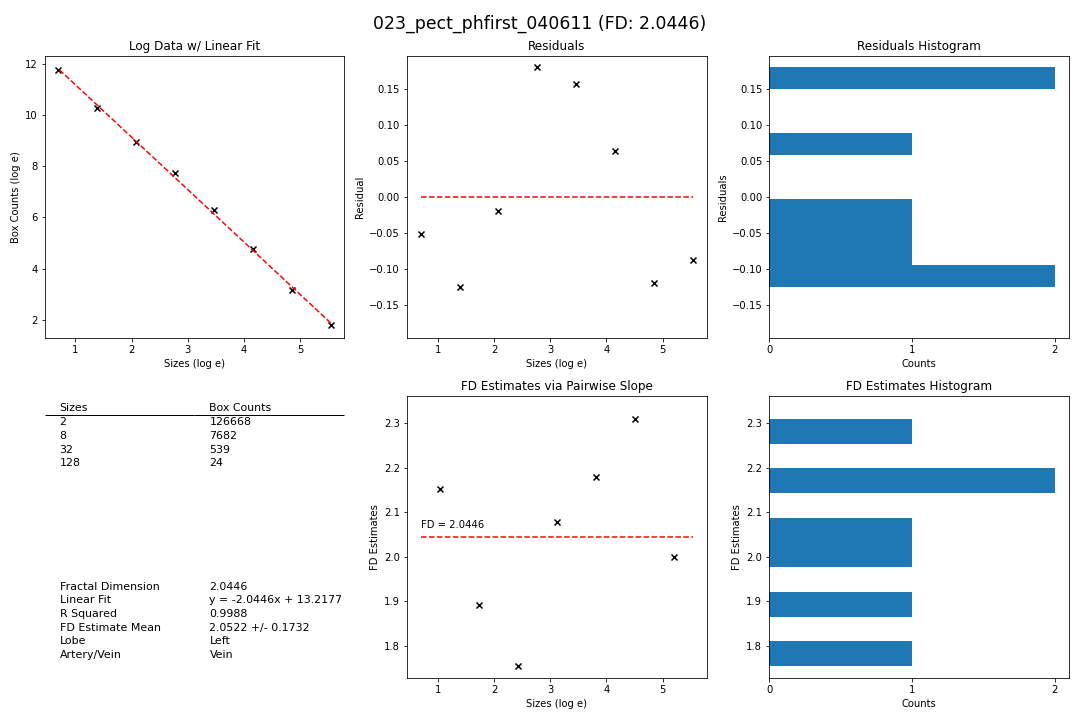 023_pect_phfirst_040611 (FD: 2.0446)
Log Data w/ Linear Fit
Box Counts (log e)
12
10
8
6
4
2
1 2 3 4 5
Sizes (log e)
Residuals
Residual
0.15
0.10
0.05
0.00
−0.05
−0.10
−0.15
1 2 3 4 5
Sizes (log e)
Residuals Histogram
Residuals
0.15
0.10
0.05
0.00
−0.05
−0.10
−0.15
0 1 2
Counts
Sizes Box Counts
2 126668
8 7682
32 539
128 24
Fractal Dimension 2.0446
Linear Fit y = -2.0446x + 13.2177
R Squared 0.9988
FD Estimate Mean 2.0522 +/- 0.1732
Lobe Left
Artery/Vein Vein
FD Estimates via Pairwise Slope
FD Estimates
2.3
2.2
2.1
2.0
1.9
1.8
FD = 2.0446
1 2 3 4 5
Sizes (log e)
FD Estimates Histogram
FD Estimates
2.3
2.2
2.1
2.0
1.9
1.8
0 1 2
Counts